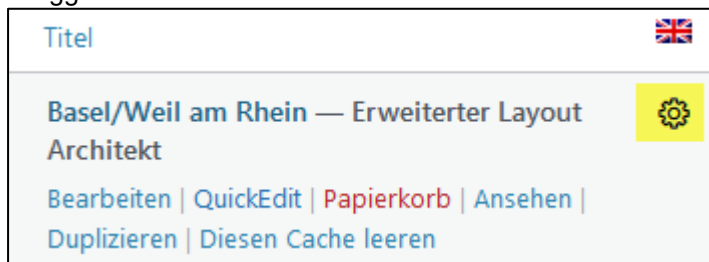 Titel
Basel/Weil am Rhein — Erweiterter Layout
Architekt
Bearbeiten | QuickEdit | Papierkorb | Ansehen |
Duplizieren | Diesen Cache leeren